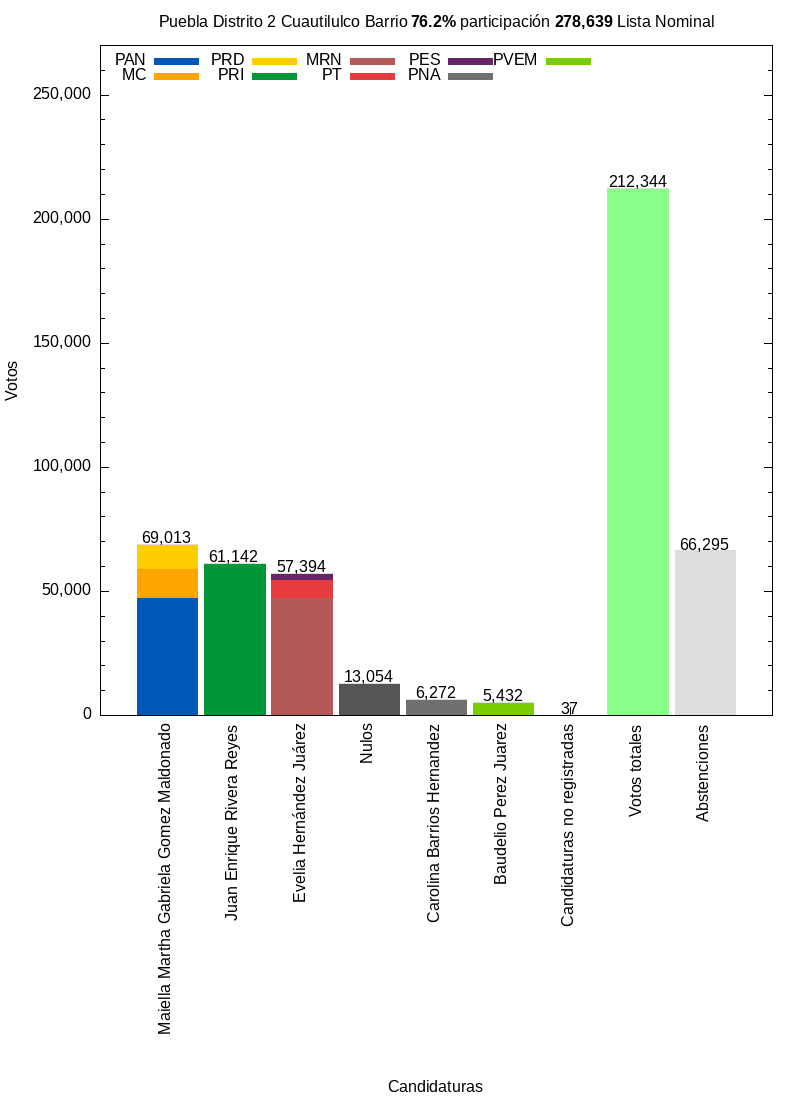 Puebla Distrito 2 Cuautilulco Barrio 76.2% participación 278,639 Lista Nominal
PAN PRD MRN PES PVEM
MC PRI PT PNA
250,000
200,000
150,000
100,000
50,000
0
Votos
69,013
61,142
57,394
13,054
6,272
5,432
37
212,344
66,295
Maiella Martha Gabriela Gomez Maldonado
Juan Enrique Rivera Reyes
Evelia Hernández Juárez
Nulos
Carolina Barrios Hernandez
Baudelio Perez Juarez
Candidaturas no registradas
Votos totales
Abstenciones
Candidaturas